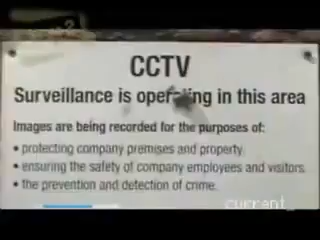 CCTV
Surveillance is operating in this area
Images are being recorded for the purposes of:
• protecting company premises and property.
• ensuring the safety of company employees and visitors.
• the prevention and detection of crime.
current_